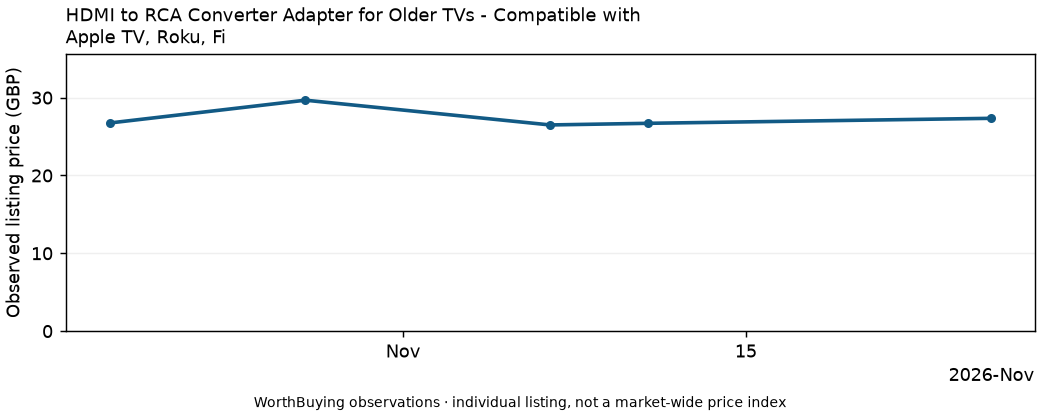 HDMI to RCA Converter Adapter for Older TVs - Compatible with
Apple TV, Roku, Fi
Observed listing price (GBP)
30
20
10
0
Nov
15
2026-Nov
WorthBuying observations · individual listing, not a market-wide price index